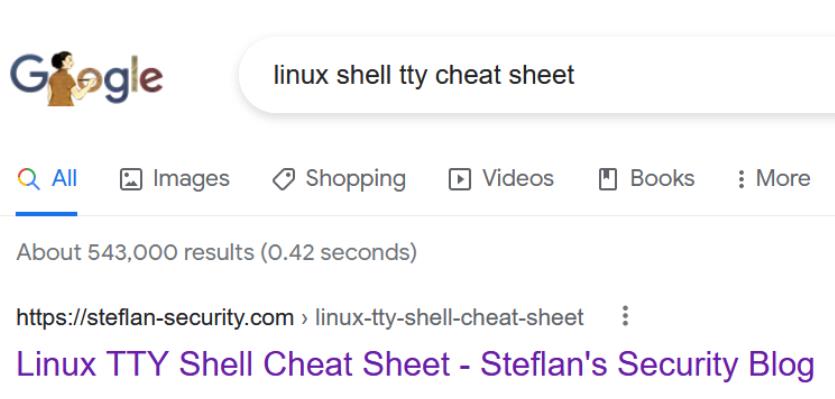 Google
linux shell tty cheat sheet
All Images Shopping Videos Books More
About 543,000 results (0.42 seconds)
https://steflan-security.com › linux-tty-shell-cheat-sheet
Linux TTY Shell Cheat Sheet - Steflan's Security Blog